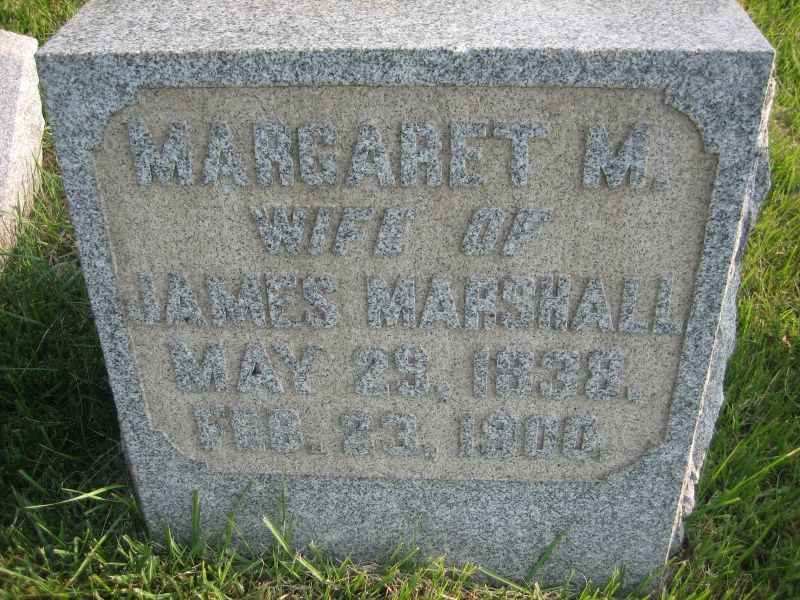 MARGARET M.
WIFE OF
JAMES MARSHALL
MAY 29, 1838.
FEB. 23, 1900.